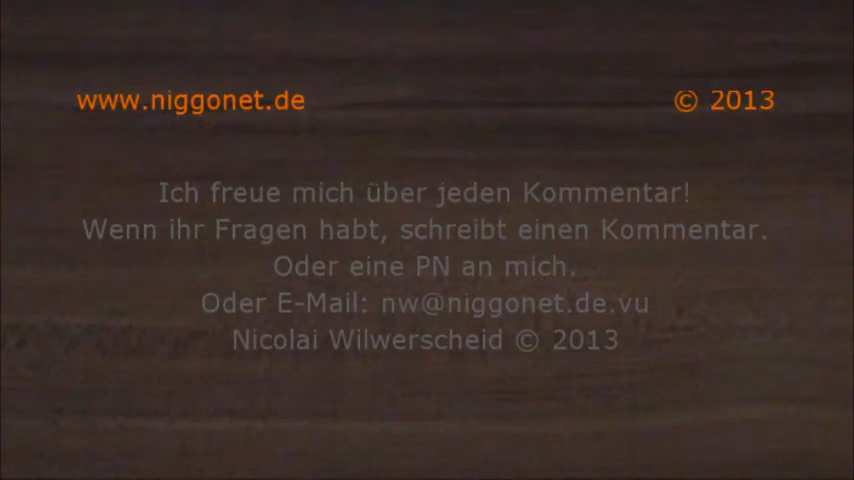 www.niggonet.de © 2013
Ich freue mich über jeden Kommentar!
Wenn ihr Fragen habt, schreibt einen Kommentar.
Oder eine PN an mich.
Oder E-Mail: nw@niggonet.de.vu
Nicolai Wilwerscheid © 2013